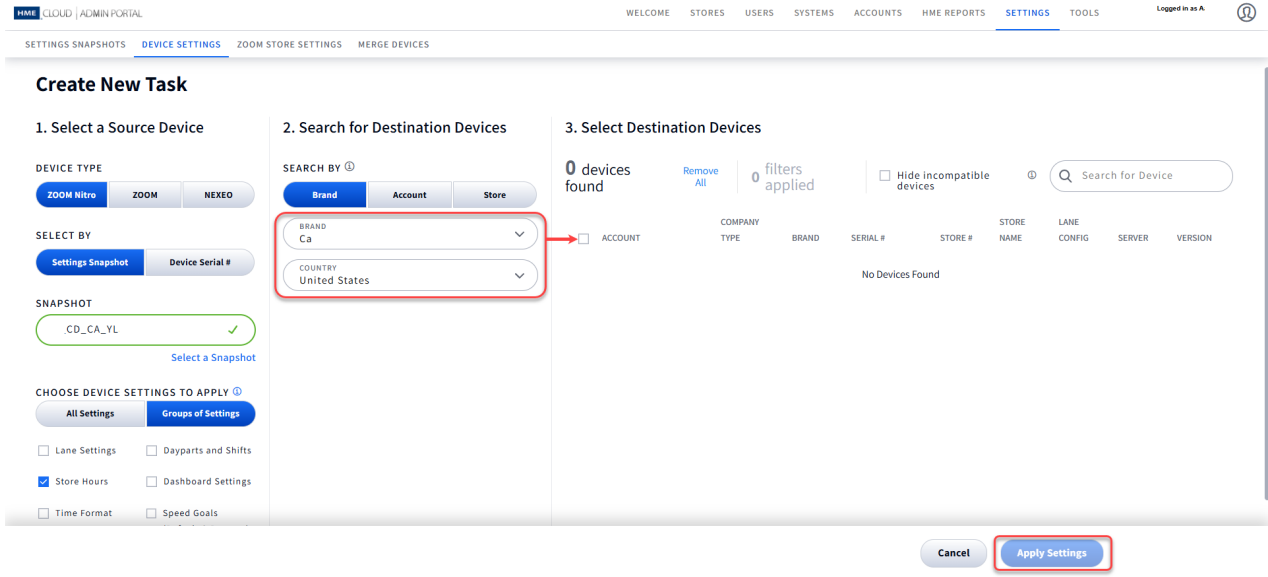 HME CLOUD | ADMIN PORTAL
WELCOME STORES USERS SYSTEMS ACCOUNTS HME REPORTS SETTINGS TOOLS
Logged in as A.
SETTINGS SNAPSHOTS DEVICE SETTINGS ZOOM STORE SETTINGS MERGE DEVICES
Create New Task
1. Select a Source Device
DEVICE TYPE
ZOOM Nitro ZOOM NEXEO
SELECT BY
Settings Snapshot Device Serial #
SNAPSHOT
_CD_CA_YL
Select a Snapshot
CHOOSE DEVICE SETTINGS TO APPLY
All Settings Groups of Settings
Lane Settings Dayparts and Shifts
Store Hours Dashboard Settings
Time Format Speed Goals
2. Search for Destination Devices
SEARCH BY
Brand Account Store
BRAND
Ca
COUNTRY
United States
3. Select Destination Devices
0 devices
found
Remove
All
0 filters
applied
Hide incompatible
devices
Search for Device
ACCOUNT COMPANY TYPE BRAND SERIAL # STORE # STORE NAME LANE CONFIG SERVER VERSION
No Devices Found
Cancel Apply Settings